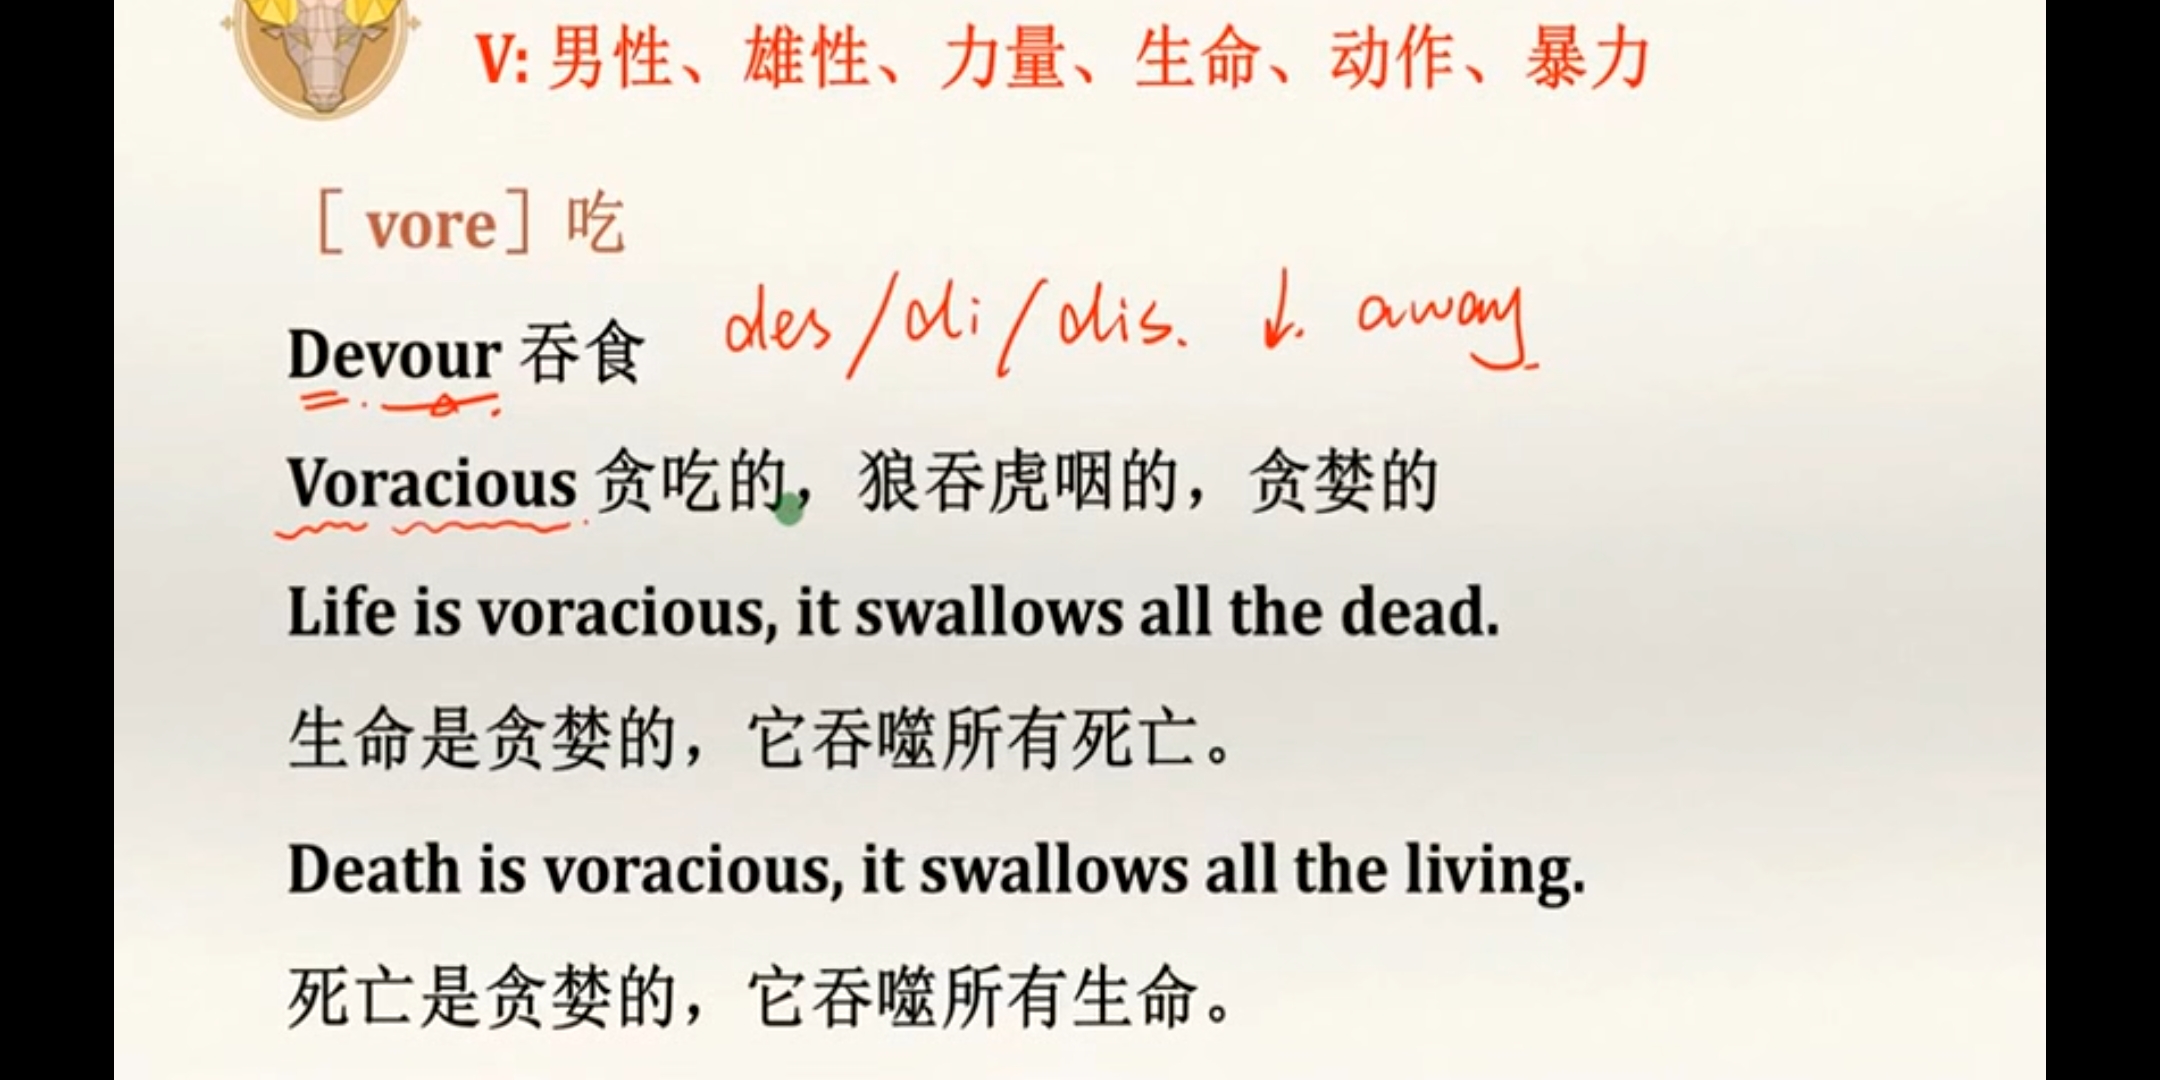 V: 男性、雄性、力量、生命、动作、暴力
［ vore］吃
des / di / dis. ↓. away
Devour 吞食
Voracious 贪吃的，狼吞虎咽的，贪婪的
Life is voracious, it swallows all the dead.
生命是贪婪的，它吞噬所有死亡。
Death is voracious, it swallows all the living.
死亡是贪婪的，它吞噬所有生命。